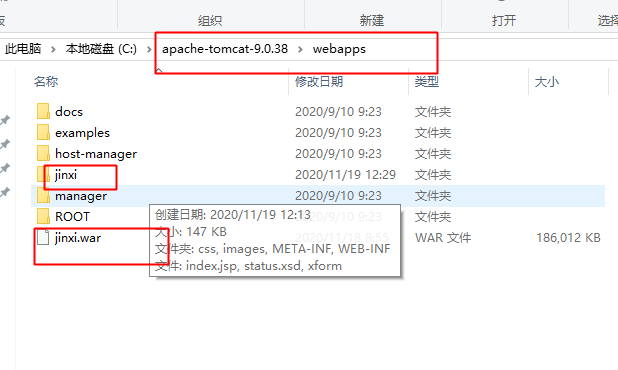 板 组织 新建 打开 选择
此电脑 > 本地磁盘 (C:) > apache-tomcat-9.0.38 > webapps
名称 修改日期 类型 大小
docs 2020/9/10 9:23 文件夹
examples 2020/9/10 9:23 文件夹
host-manager 2020/9/10 9:23 文件夹
jinxi 2020/11/19 12:29 文件夹
manager 2020/9/10 9:23 文件夹
ROOT
创建日期: 2020/11/19 12:13
大小: 147 KB
文件夹: css, images, META-INF, WEB-INF
文件: index.jsp, status.xsd, xform
jinxi.war WAR 文件 186,012 KB